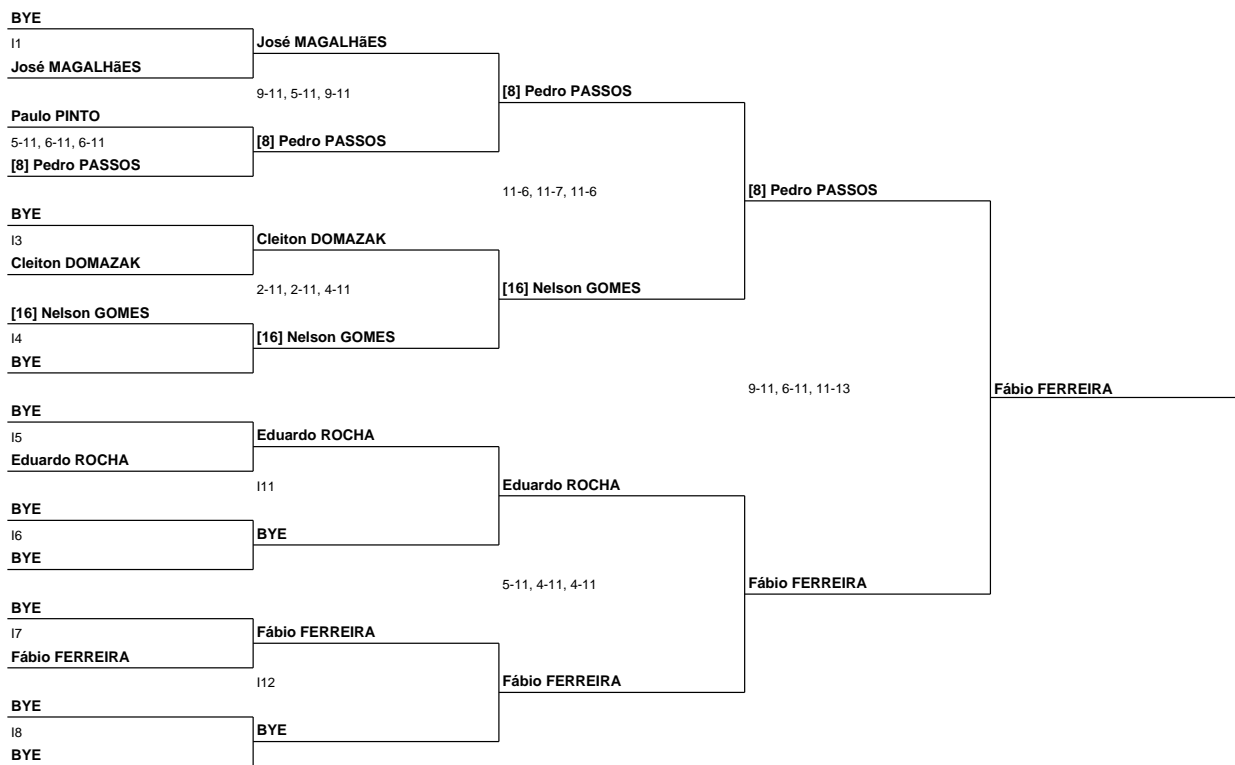 BYE
I1
José MAGALHãES
José MAGALHãES
9-11, 5-11, 9-11
[8] Pedro PASSOS
Paulo PINTO
5-11, 6-11, 6-11
[8] Pedro PASSOS
[8] Pedro PASSOS
11-6, 11-7, 11-6
[8] Pedro PASSOS
BYE
I3
Cleiton DOMAZAK
Cleiton DOMAZAK
2-11, 2-11, 4-11
[16] Nelson GOMES
[16] Nelson GOMES
I4
BYE
[16] Nelson GOMES
9-11, 6-11, 11-13
Fábio FERREIRA
BYE
I5
Eduardo ROCHA
Eduardo ROCHA
I11
Eduardo ROCHA
BYE
I6
BYE
BYE
5-11, 4-11, 4-11
Fábio FERREIRA
BYE
I7
Fábio FERREIRA
Fábio FERREIRA
I12
Fábio FERREIRA
BYE
I8
BYE
BYE